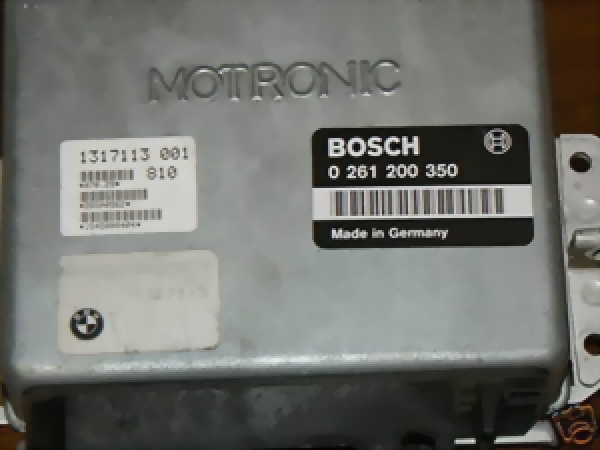 MOTRONIC
1317113 001
810
BOSCH
0 261 200 350
Made in Germany